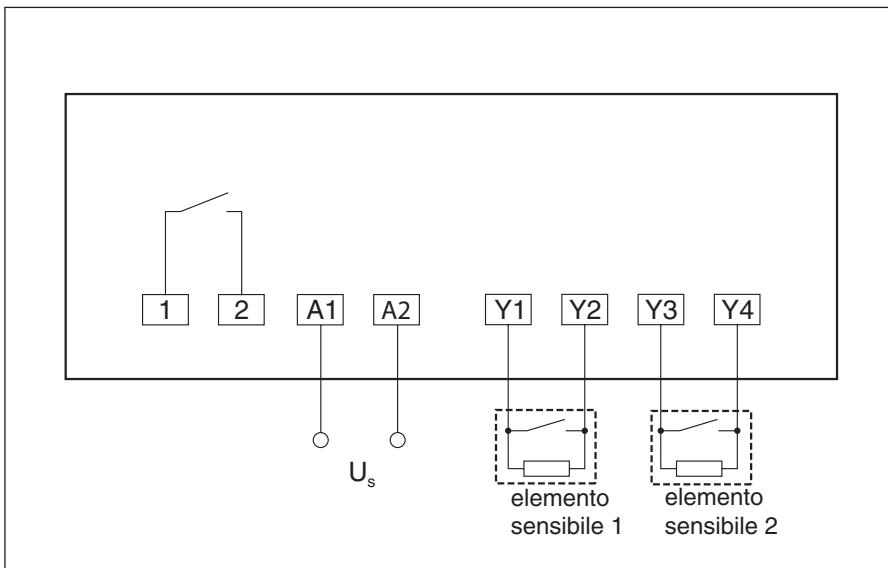 1 2 A1 A2 Y1 Y2 Y3 Y4
Us
elemento
sensibile 1
elemento
sensibile 2